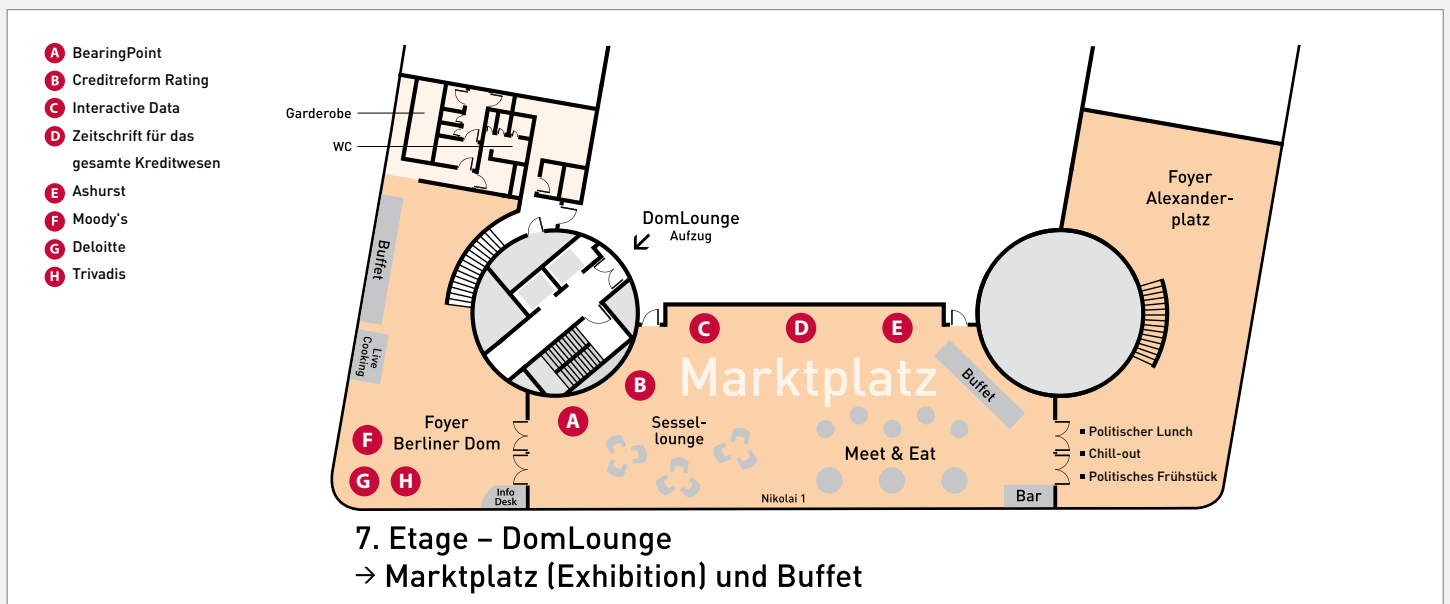 A BearingPoint
B Creditreform Rating
C Interactive Data
D Zeitschrift für das
gesamte Kreditwesen
E Ashurst
F Moody's
G Deloitte
H Trivadis
Garderobe
WC
DomLounge
Aufzug
Foyer
Alexander-
platz
Buffet
Live
Cooking
C
D
E
Marktplatz
B
A
Buffet
Foyer
Berliner Dom
F
G
H
Sessel-
lounge
Meet & Eat
Politischer Lunch
Chill-out
Politisches Frühstück
Info
Desk
Nikolai 1
Bar
7. Etage – DomLounge
→ Marktplatz (Exhibition) und Buffet